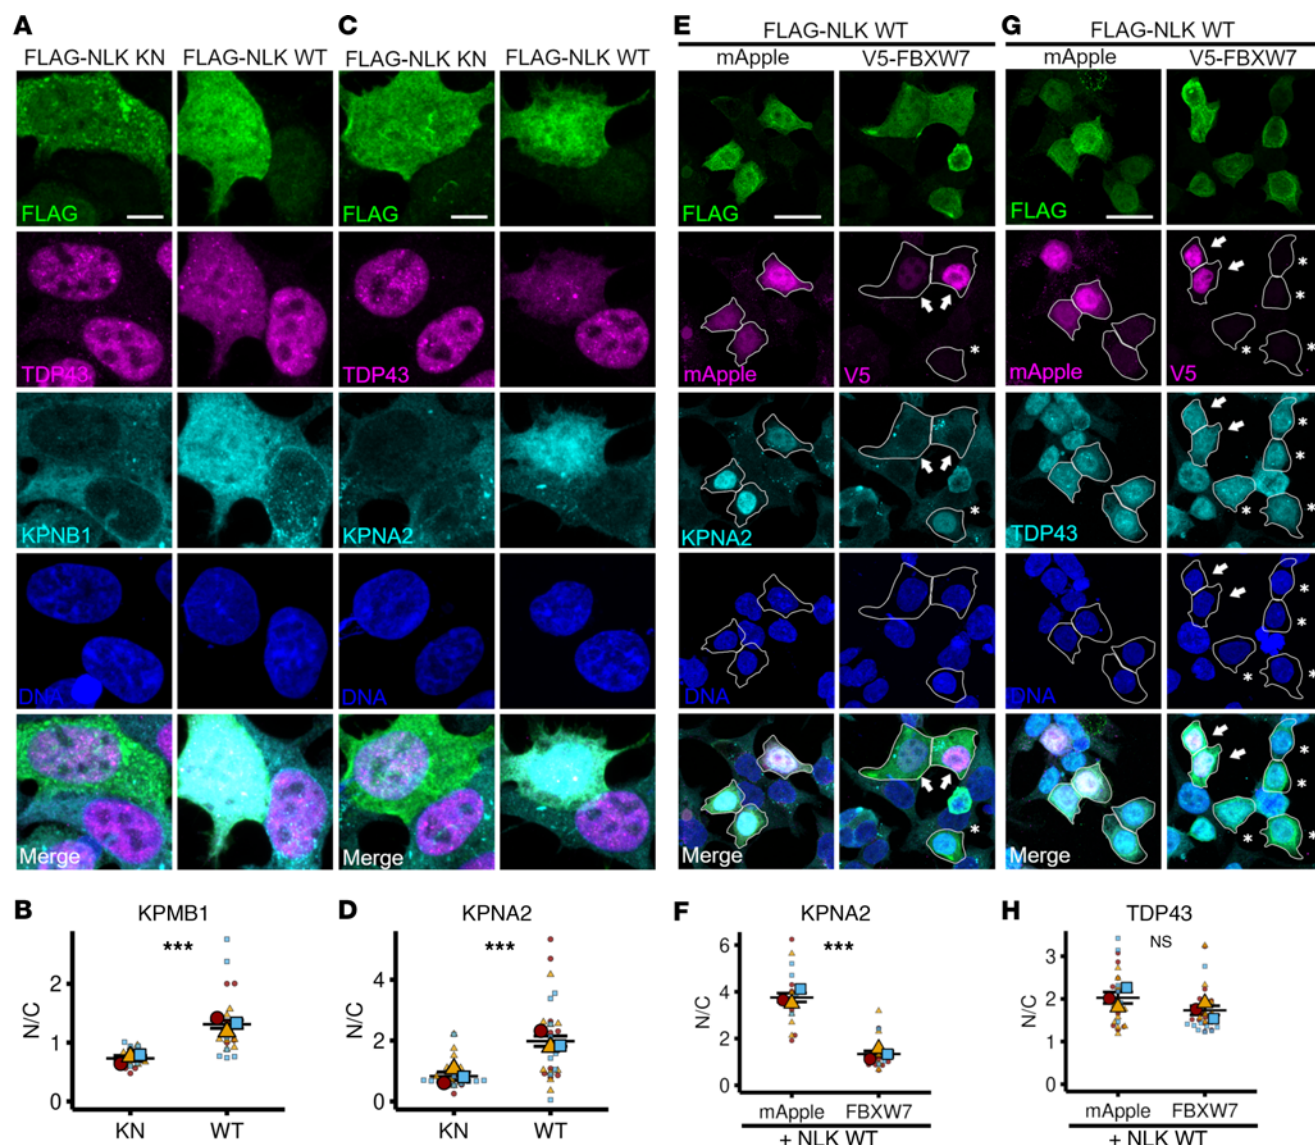 A
C
E
G
FLAG-NLK KN
FLAG-NLK WT
FLAG-NLK KN
FLAG-NLK WT
FLAG-NLK WT
mApple
V5-FBXW7
FLAG-NLK WT
mApple
V5-FBXW7
FLAG
FLAG
FLAG
FLAG
TDP43
TDP43
mApple
V5
*
mApple
V5
*
*
*
*
KPNB1
KPNA2
KPNA2
*
TDP43
*
*
*
*
DNA
DNA
DNA
*
DNA
*
*
*
*
Merge
Merge
Merge
*
Merge
*
*
*
*
B
KPMB1
***
N/C
2
1
0
KN
WT
D
KPNA2
***
N/C
4
2
0
KN
WT
F
KPNA2
***
N/C
6
4
2
0
mApple
FBXW7
+ NLK WT
H
TDP43
NS
N/C
3
2
1
0
mApple
FBXW7
+ NLK WT